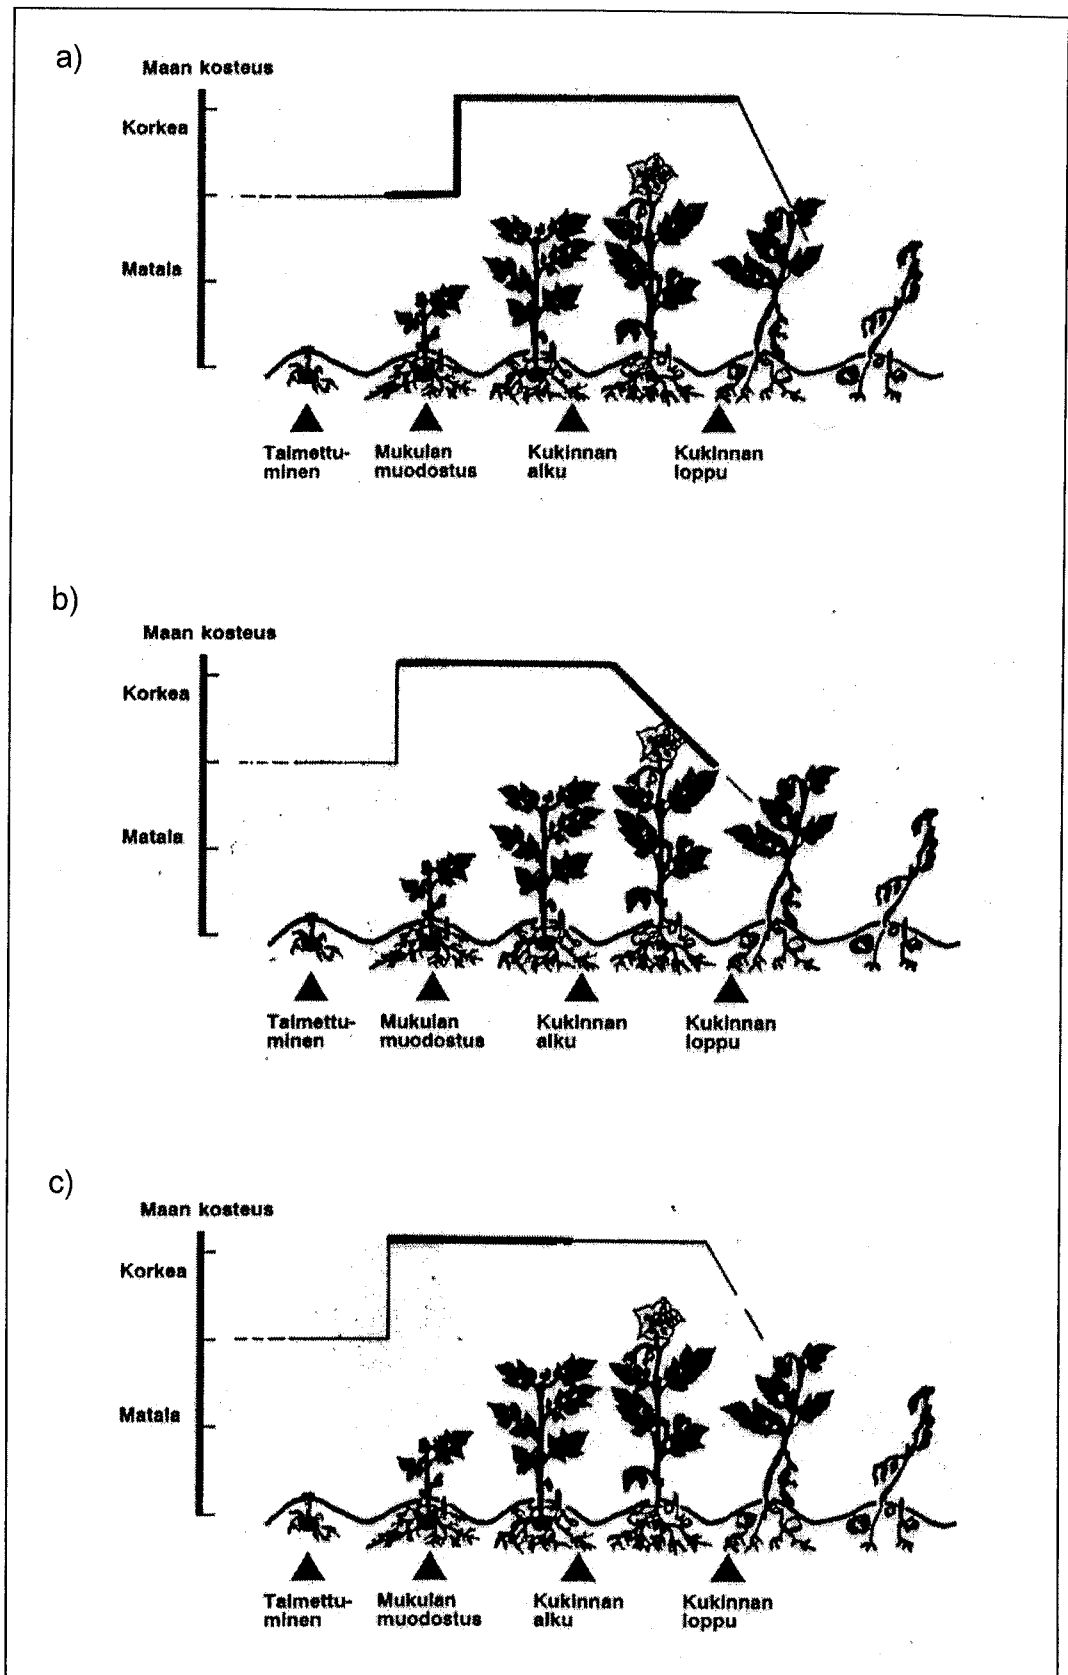 a)
Maan kosteus
Korkea
Matala
Taimettu-
minen
Mukulan
muodostus
Kukinnan
alku
Kukinnan
loppu
b)
Maan kosteus
Korkea
Matala
Taimettu-
minen
Mukulan
muodostus
Kukinnan
alku
Kukinnan
loppu
c)
Maan kosteus
Korkea
Matala
Taimettu-
minen
Mukulan
muodostus
Kukinnan
alku
Kukinnan
loppu